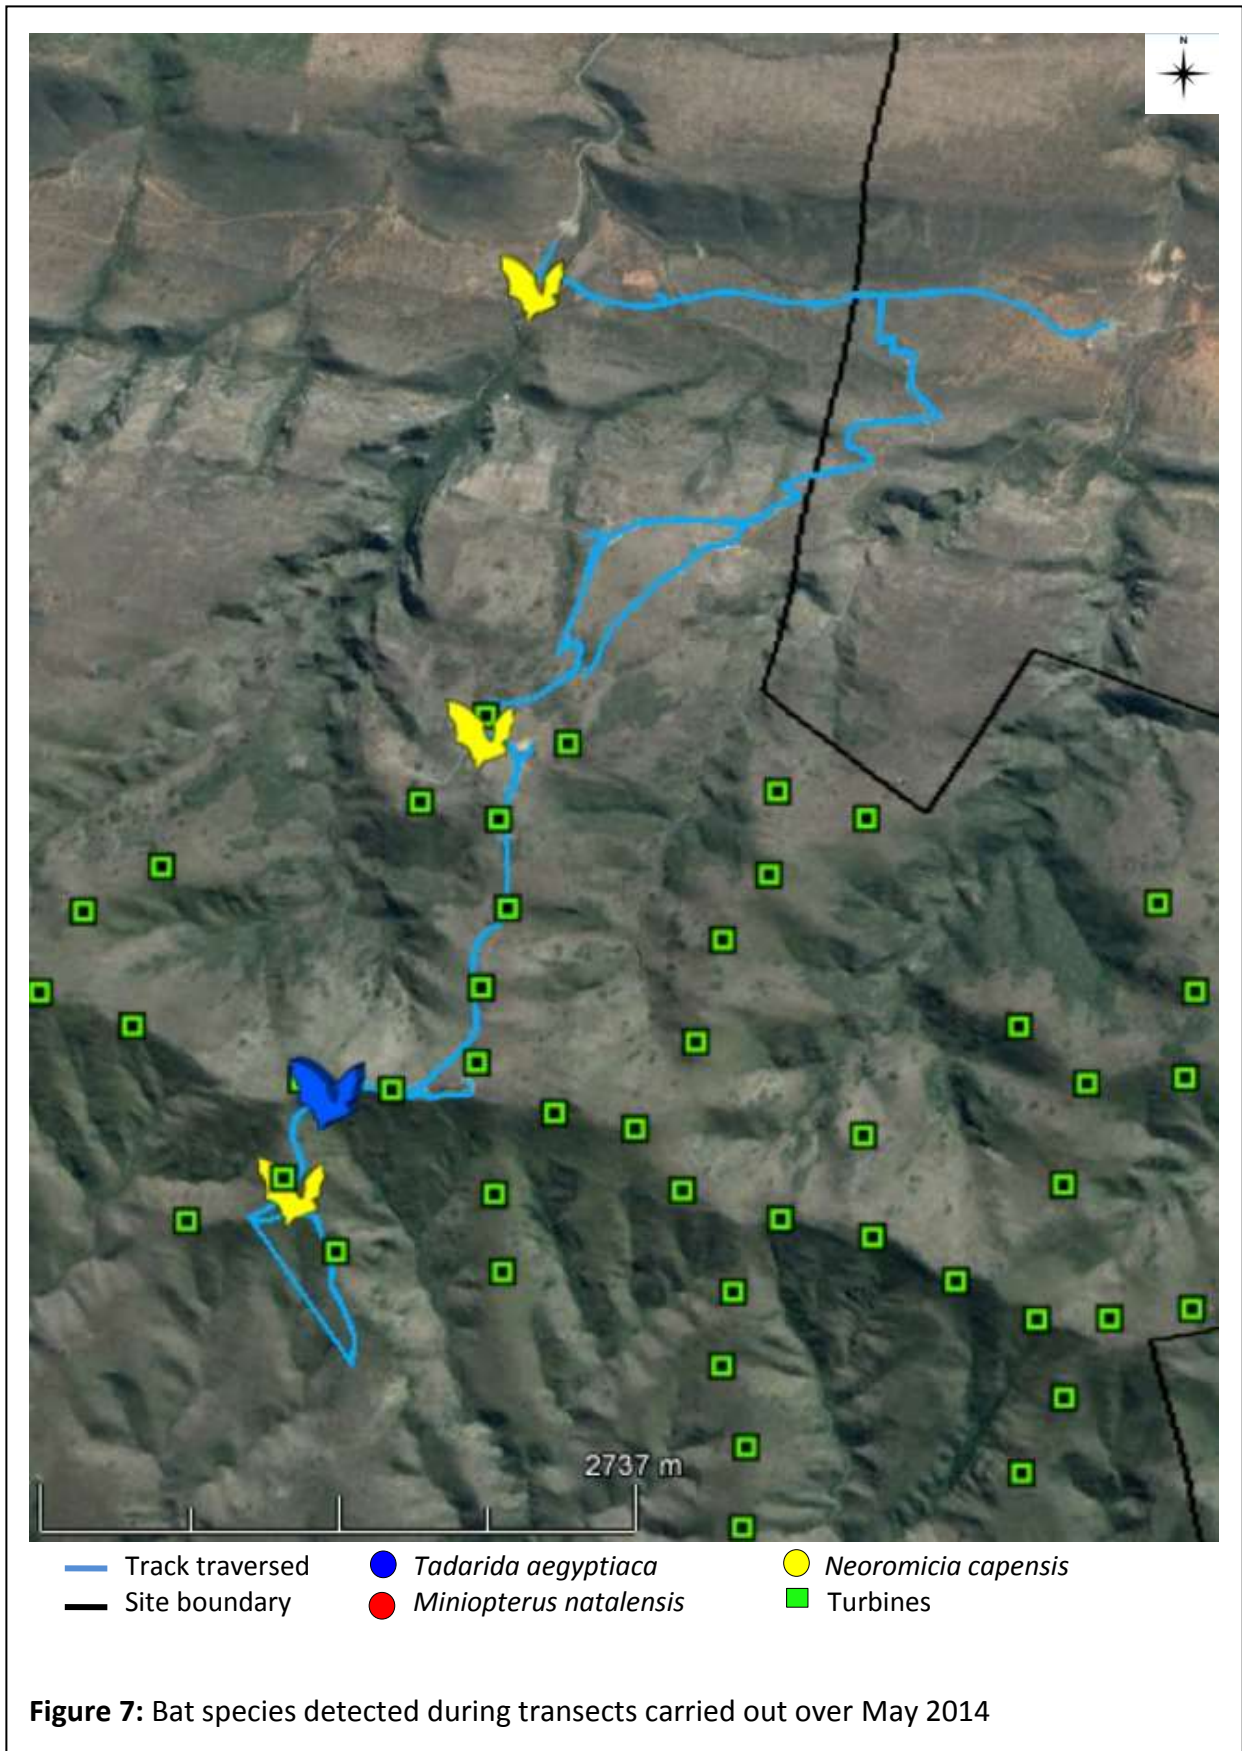 N
2737 m
Track traversed Tadarida aegyptiaca Neoromicia capensis
Site boundary Miniopterus natalensis Turbines
Figure 7: Bat species detected during transects carried out over May 2014